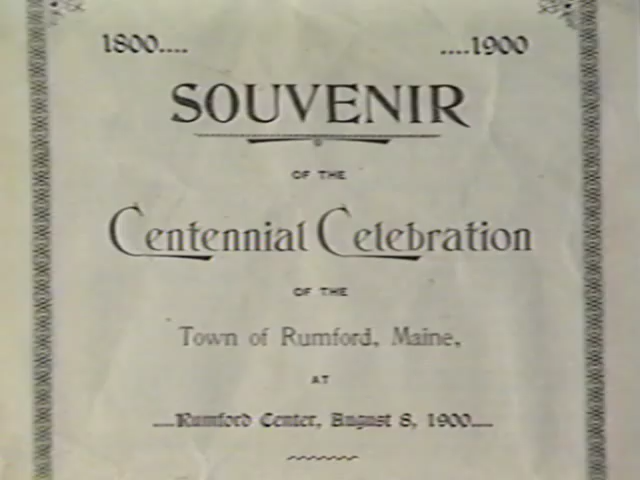 1800.... ....1900
SOUVENIR
OF THE
Centennial Celebration
OF THE
Town of Rumford, Maine,
AT
Rumford Center, August 8, 1900